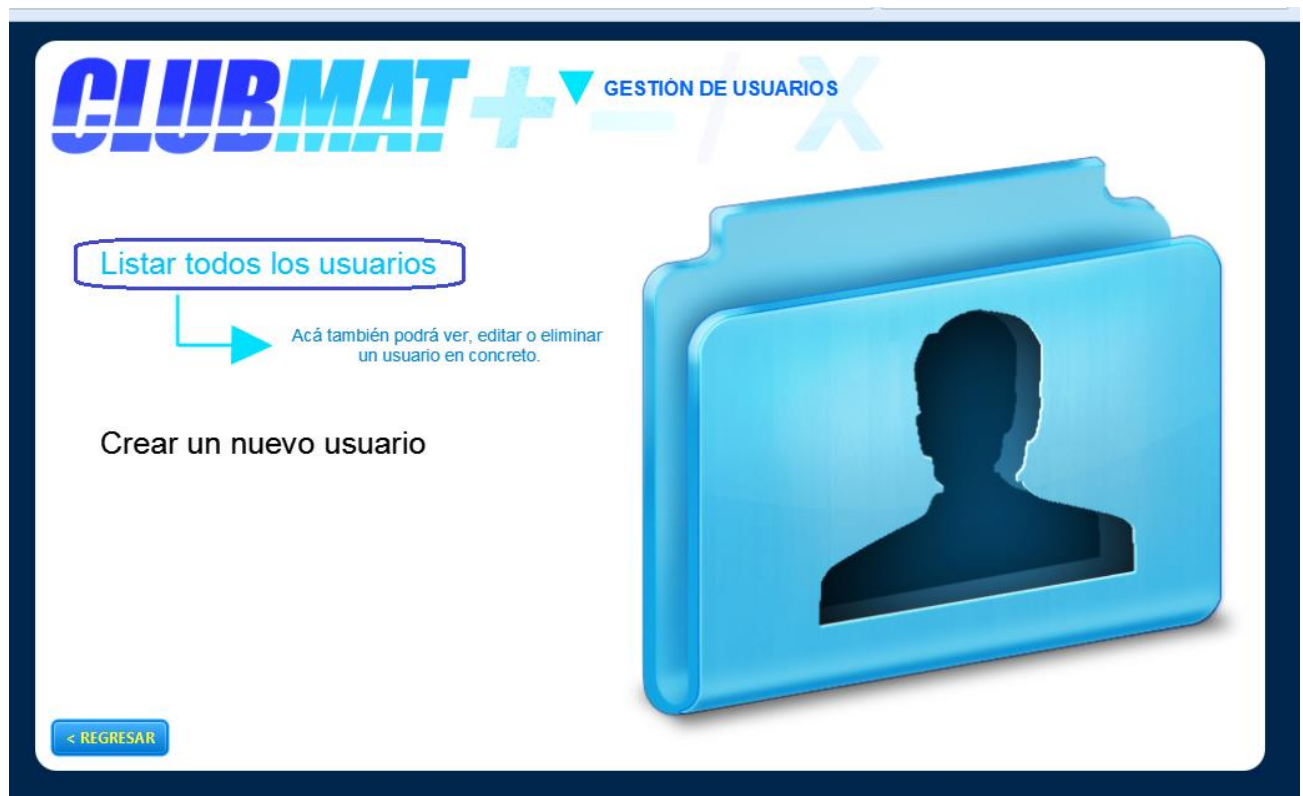 CLUBMAT + - / X
GESTIÓN DE USUARIOS
Listar todos los usuarios
Acá también podrá ver, editar o eliminar
un usuario en concreto.
Crear un nuevo usuario
< REGRESAR